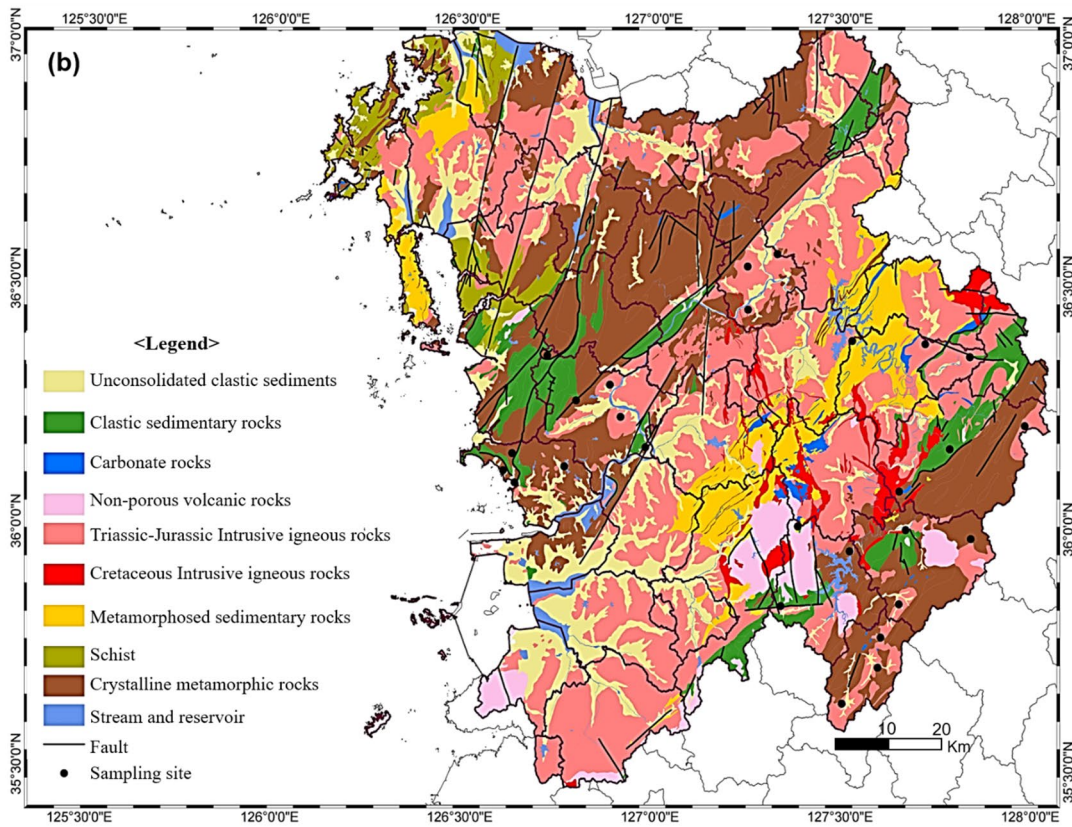 125°30'0"E 126°0'0"E 126°30'0"E 127°0'0"E 127°30'0"E 128°0'0"E
37°0'0"N 37°0'0"N
(b)
36°30'0"N 36°30'0"N
<Legend>
Unconsolidated clastic sediments
Clastic sedimentary rocks
Carbonate rocks
Non-porous volcanic rocks
Triassic-Jurassic Intrusive igneous rocks
Cretaceous Intrusive igneous rocks
Metamorphosed sedimentary rocks
Schist
Crystalline metamorphic rocks
Stream and reservoir
Fault
Sampling site
36°0'0"N 36°0'0"N
10 20
Km
35°30'0"N 35°30'0"N
125°30'0"E 126°0'0"E 126°30'0"E 127°0'0"E 127°30'0"E 128°0'0"E